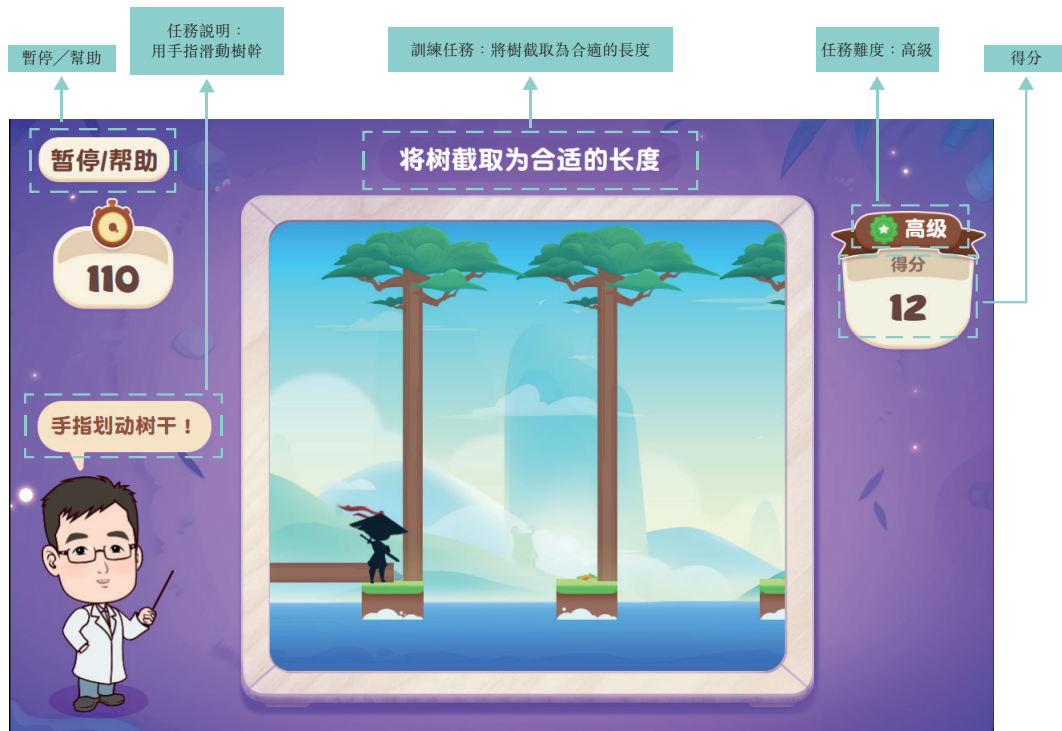 任務説明：
用手指滑動樹幹
暫停／幫助
訓練任務：將樹截取為合適的長度
任務難度：高級
得分
暂停/帮助
将树截取为合适的长度
110
高级
得分
12
手指划动树干！